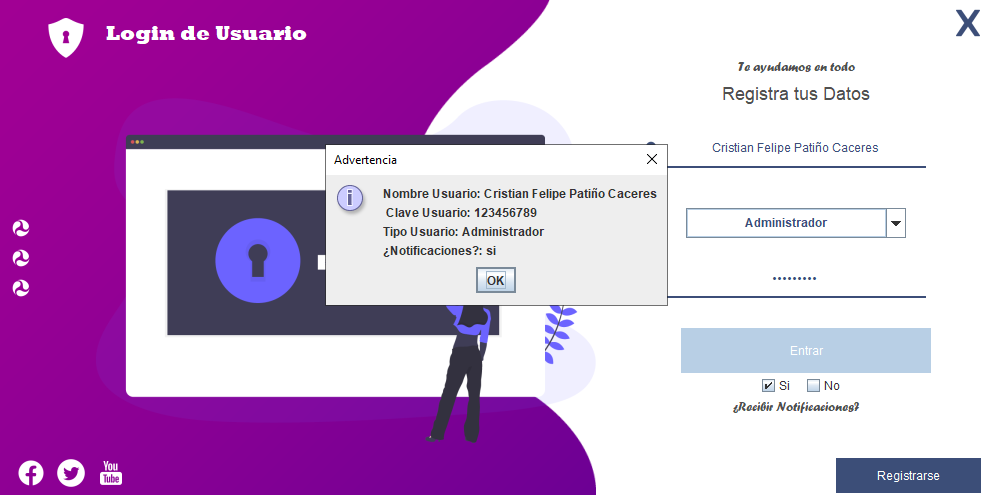 Login de Usuario
X
Te ayudamos en todo
Registra tus Datos
Cristian Felipe Patiño Caceres
Advertencia
Nombre Usuario: Cristian Felipe Patiño Caceres
Clave Usuario: 123456789
Tipo Usuario: Administrador
¿Notificaciones?: si
OK
Administrador
Entrar
Si
No
¿Recibir Notificaciones?
You
Tube
Registrarse